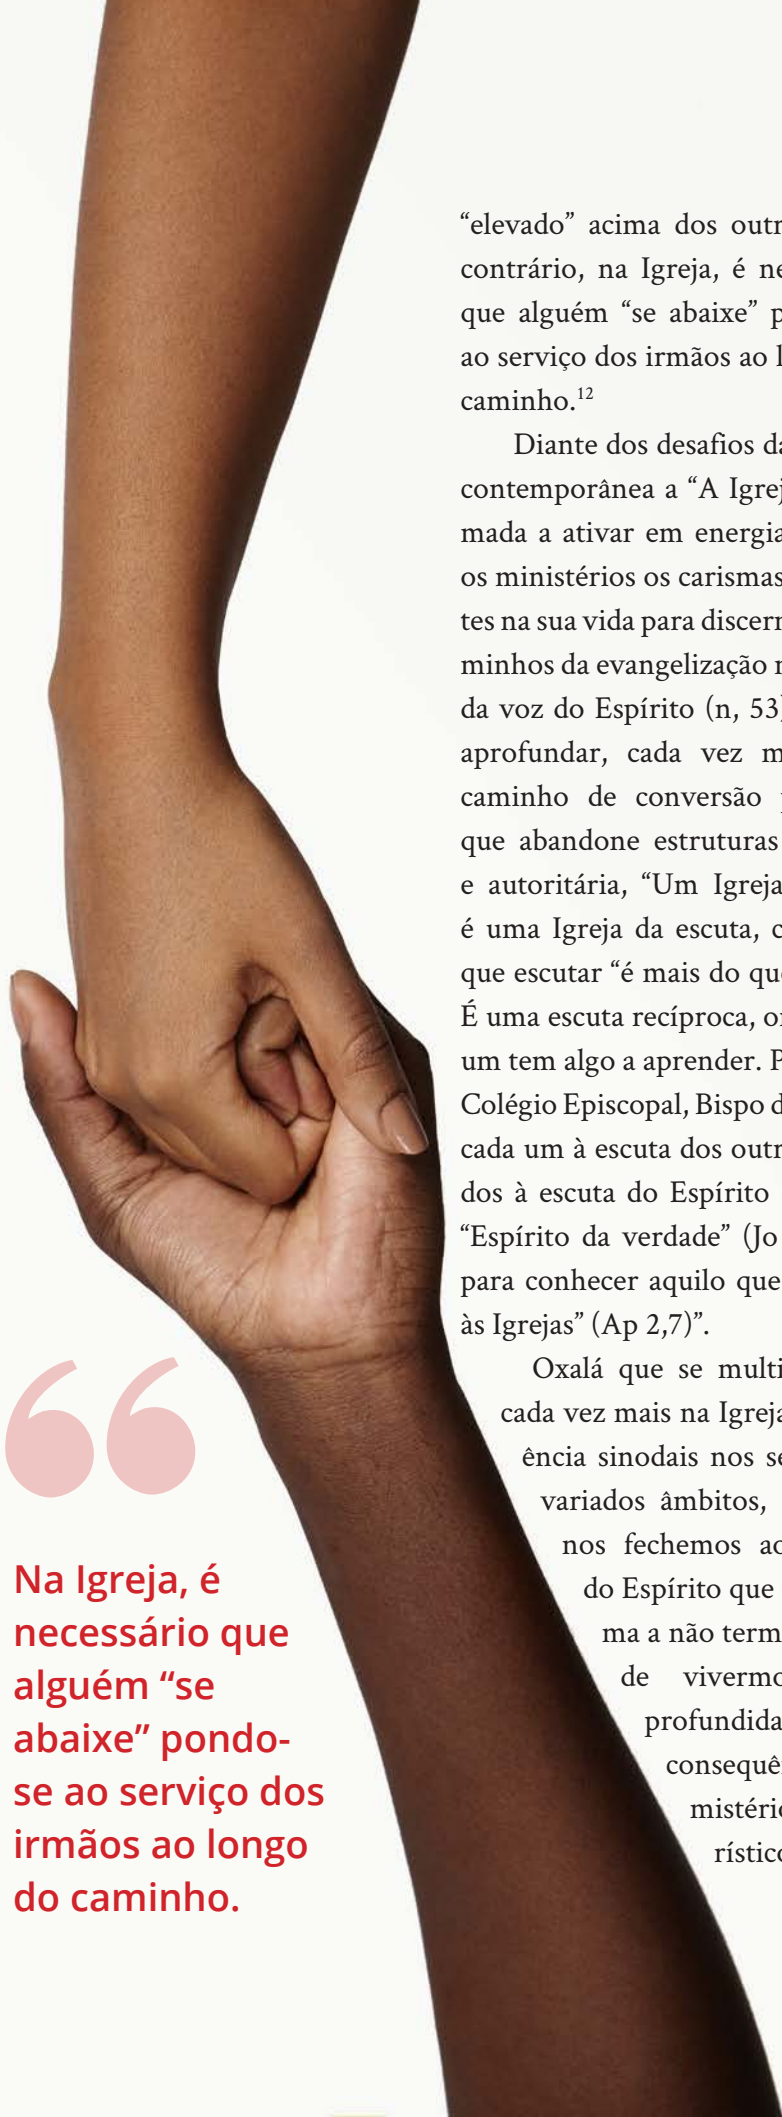 “elevado” acima dos outr
contrário, na Igreja, é ne
que alguém “se abaixe” p
ao serviço dos irmãos ao l
caminho.12
Diante dos desafios da
contemporânea a “A Igrej
mada a ativar em energia
os ministérios os carismas
tes na sua vida para discern
minhos da evangelização n
da voz do Espírito (n, 53)
aprofundar, cada vez m
caminho de conversão p
que abandone estruturas
e autoritária, “Um Igreja
é uma Igreja da escuta, c
que escutar “é mais do que
É uma escuta recíproca, on
um tem algo a aprender. P
Colégio Episcopal, Bispo d
cada um à escuta dos outr
dos à escuta do Espírito
“Espírito da verdade” (Jo
para conhecer aquilo que
às Igrejas” (Ap 2,7)”.
Oxalá que se multi
cada vez mais na Igreja
ência sinodais nos se
variados âmbitos,
nos fechemos ao
do Espírito que
ma a não term
de vivermo
profundida
consequên
mistério
rístico
“
Na Igreja, é
necessário que
alguém “se
abaixe” pondo-
se ao serviço dos
irmãos ao longo
do caminho.